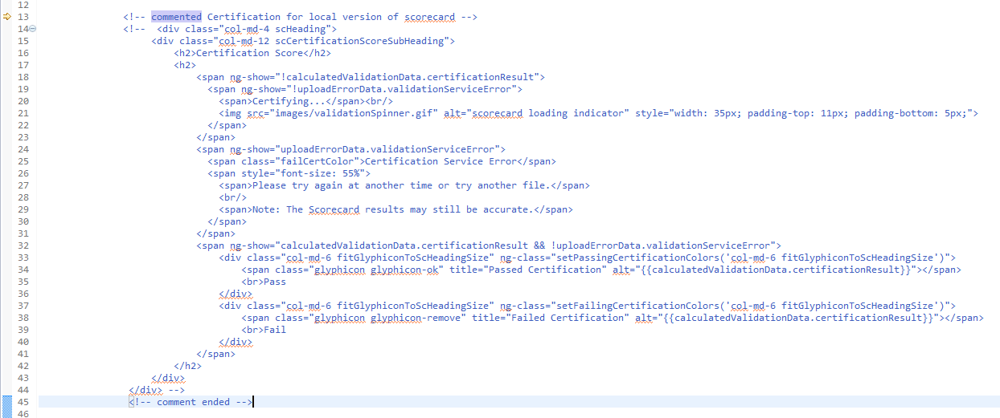 12
13 <!-- commented Certification for local version of scorecard -->
14 <!--  <div class="col-md-4 scHeading">
15 <div class="col-md-12 scCertificationScoreSubHeading">
16 <h2>Certification Score</h2>
17 <h2>
18 <span ng-show="!calculatedValidationData.certificationResult">
19 <span ng-show="!uploadErrorData.validationServiceError">
20 <span>Certifying...</span><br/>
21 <img src="images/validationSpinner.gif" alt="scorecard loading indicator" style="width: 35px; padding-top: 11px; padding-bottom: 5px;">
22 </span>
23 </span>
24 <span ng-show="uploadErrorData.validationServiceError">
25 <span class="failCertColor">Certification Service Error</span>
26 <span style="font-size: 55%">
27 <span>Please try again at another time or try another file.</span>
28 <br/>
29 <span>Note: The Scorecard results may still be accurate.</span>
30 </span>
31 </span>
32 <span ng-show="calculatedValidationData.certificationResult && !uploadErrorData.validationServiceError">
33 <div class="col-md-6 fitGlyphiconToScHeadingSize" ng-class="setPassingCertificationColors('col-md-6 fitGlyphiconToScHeadingSize')">
34 <span class="glyphicon glyphicon-ok" title="Passed Certification" alt="{{calculatedValidationData.certificationResult}}"></span>
35 <br>Pass
36 </div>
37 <div class="col-md-6 fitGlyphiconToScHeadingSize" ng-class="setFailingCertificationColors('col-md-6 fitGlyphiconToScHeadingSize')">
38 <span class="glyphicon glyphicon-remove" title="Failed Certification" alt="{{calculatedValidationData.certificationResult}}"></span>
39 <br>Fail
40 </div>
41 </span>
42 </h2>
43 </div>
44 </div> -->
45 <!-- comment ended -->
46